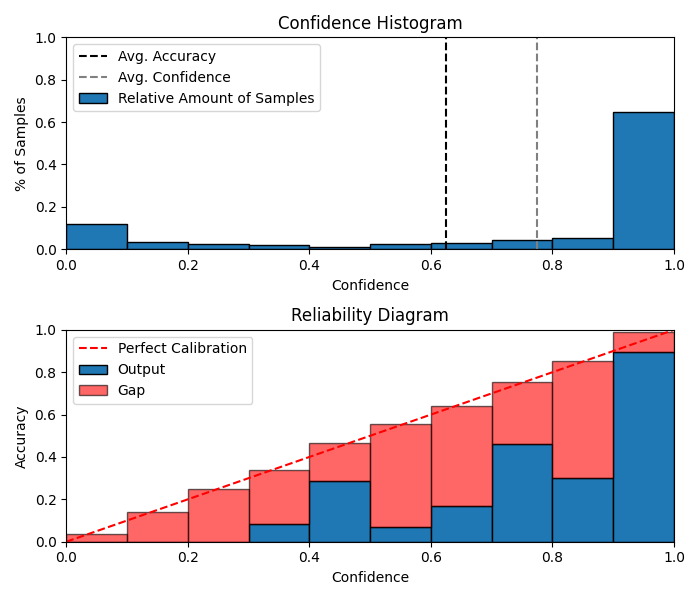 Confidence Histogram
1.0
0.8
0.6
0.4
0.2
0.0
% of Samples
Avg. Accuracy
Avg. Confidence
Relative Amount of Samples
0.0 0.2 0.4 0.6 0.8 1.0
Confidence
Reliability Diagram
1.0
0.8
0.6
0.4
0.2
0.0
Accuracy
Perfect Calibration
Output
Gap
0.0 0.2 0.4 0.6 0.8 1.0
Confidence